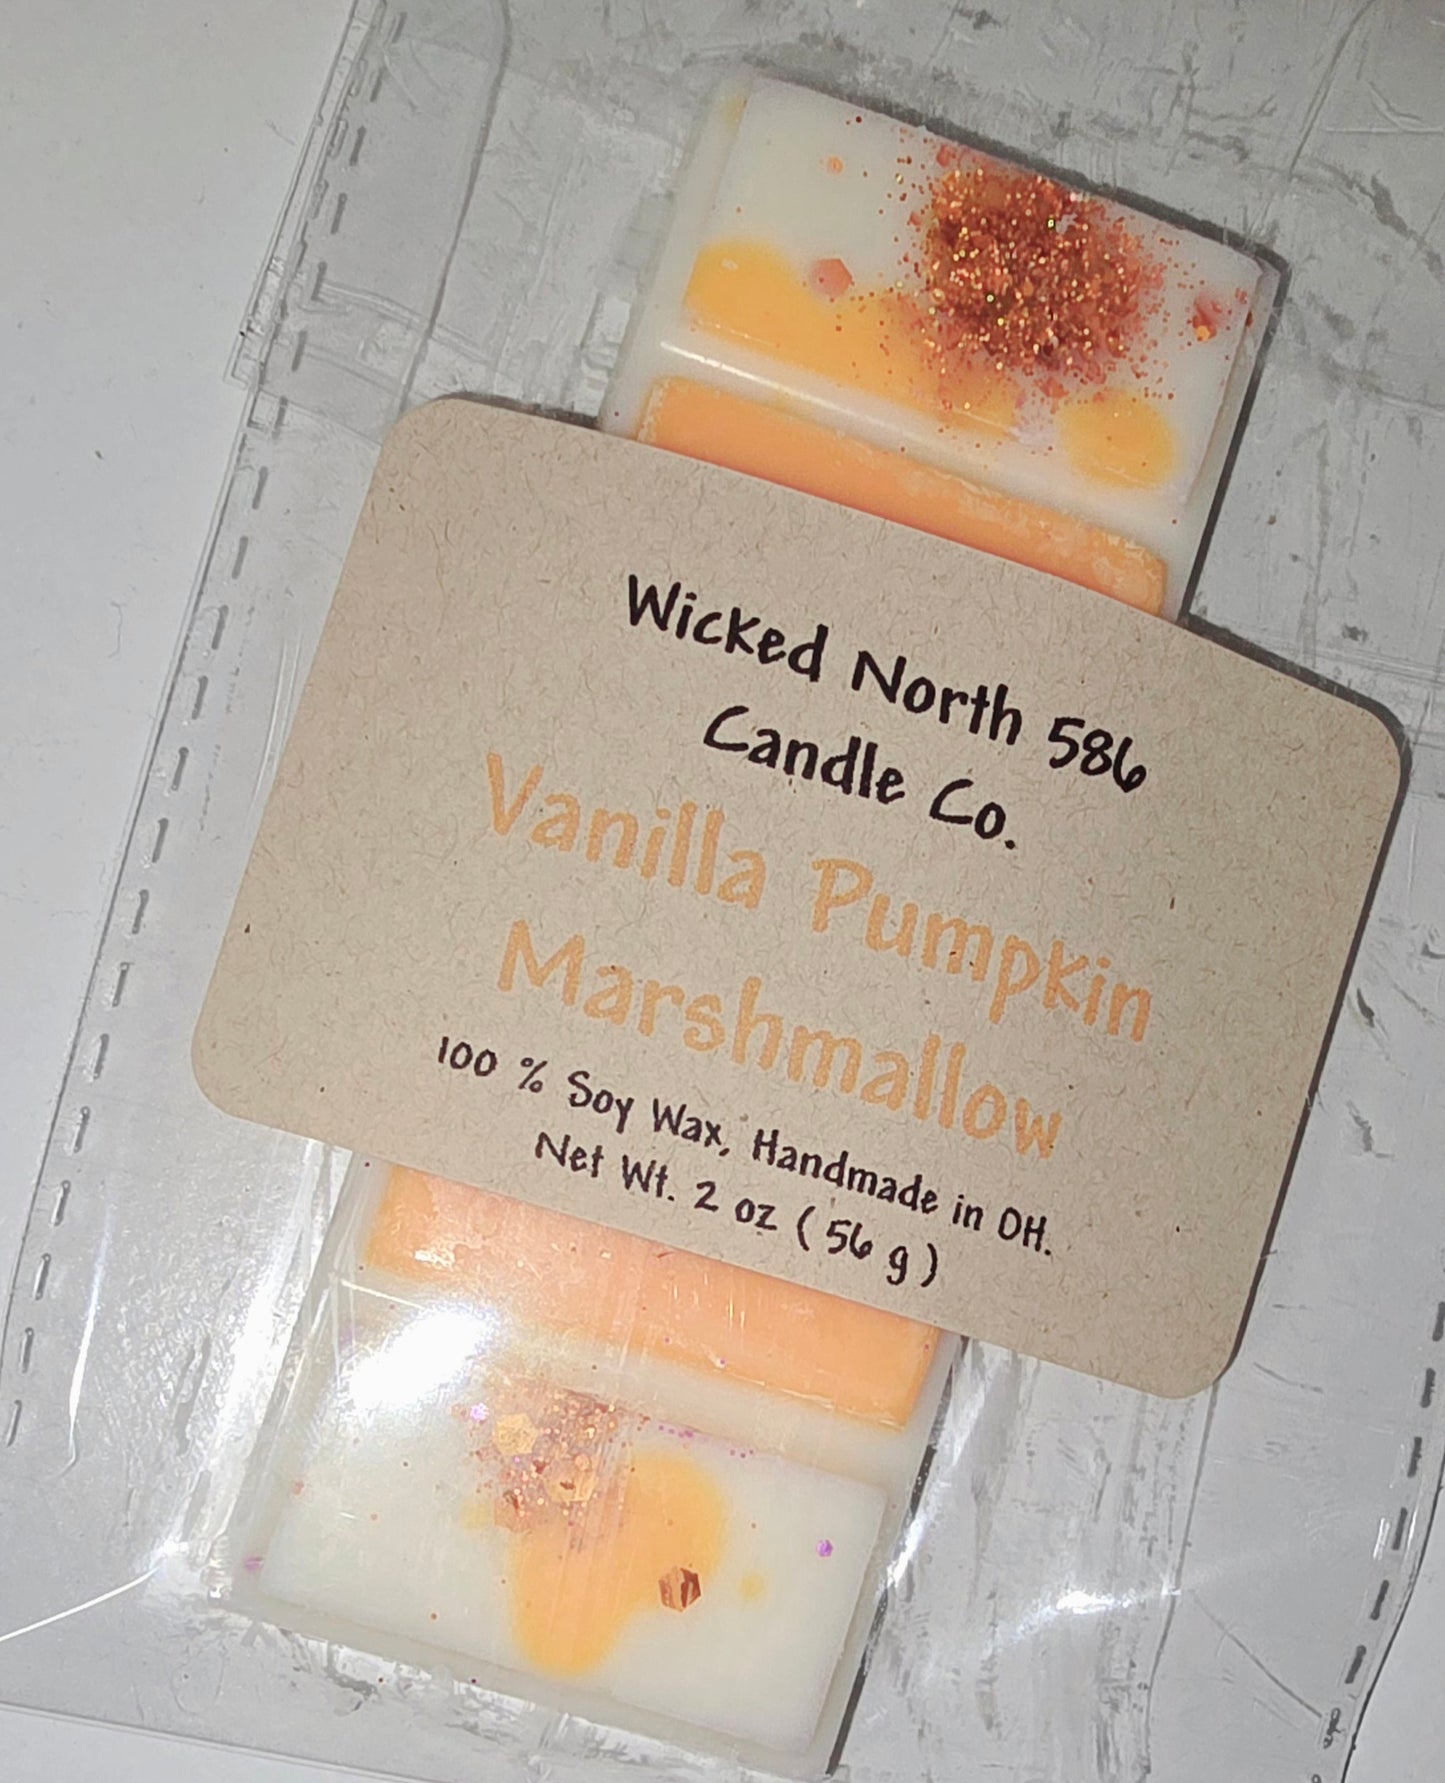 Wicked North 586
Candle Co.
Vanilla Pumpkin
Marshmallow
100 % Soy Wax, Handmade in OH.
Net Wt. 2 oz ( 56 g )